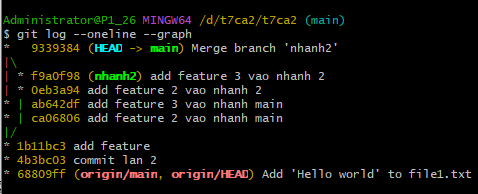 Administrator@P1_26 MINGW64 /d/t7ca2/t7ca2 (main)
$ git log --oneline --graph
*   9339384 (HEAD -> main) Merge branch 'nhanh2'
|\
| * f9a0f98 (nhanh2) add feature 3 vao nhanh 2
| * 0eb3a94 add feature 2 vao nhanh 2
* | ab642df add feature 3 vao nhanh main
* | ca06806 add feature 2 vao nhanh main
|/
* 1b11bc3 add feature
* 4b3bc03 commit lan 2
* 68809ff (origin/main, origin/HEAD) Add 'Hello world' to file1.txt